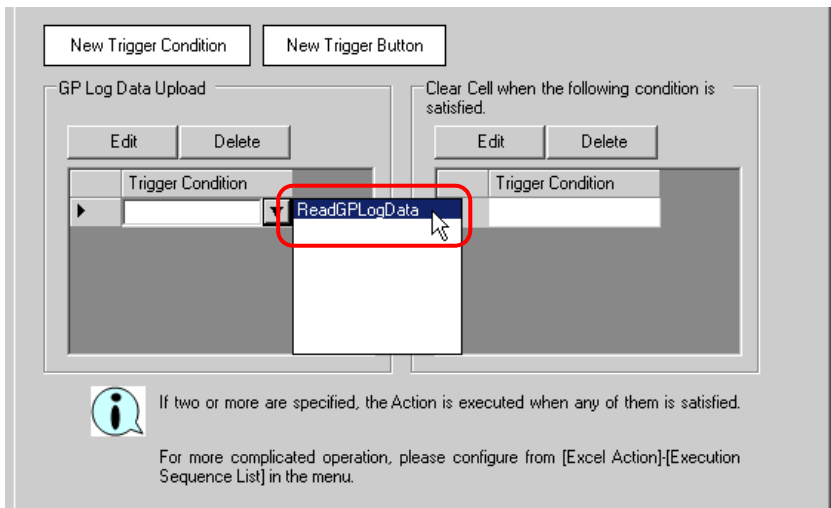 New Trigger Condition
New Trigger Button
GP Log Data Upload
Edit
Delete
Trigger Condition
ReadGPLogData
Clear Cell when the following condition is
satisfied.
Edit
Delete
Trigger Condition
If two or more are specified, the Action is executed when any of them is satisfied.
For more complicated operation, please configure from [Excel Action]-[Execution
Sequence List] in the menu.